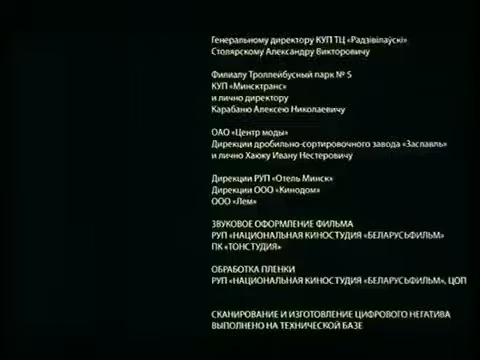 Генеральному директору КУП ТЦ «Радзівілаўскі»
Столярскому Александру Викторовичу
Филиалу Троллейбусный парк № 5
КУП «Минсктранс»
и лично директору
Карабаню Алексею Николаевичу
ОАО «Центр моды»
Дирекции дробильно-сортировочного завода «Заславль»
и лично Хаюку Ивану Нестеровичу
Дирекции РУП «Отель Минск»
Дирекции ООО «Кинодом»
ООО «Лем»
ЗВУКОВОЕ ОФОРМЛЕНИЕ ФИЛЬМА
РУП «НАЦИОНАЛЬНАЯ КИНОСТУДИЯ «БЕЛАРУСЬФИЛЬМ»
ПК «ТОНСТУДИЯ»
ОБРАБОТКА ПЛЕНКИ
РУП «НАЦИОНАЛЬНАЯ КИНОСТУДИЯ «БЕЛАРУСЬФИЛЬМ», ЦОП
СКАНИРОВАНИЕ И ИЗГОТОВЛЕНИЕ ЦИФРОВОГО НЕГАТИВА
ВЫПОЛНЕНО НА ТЕХНИЧЕСКОЙ БАЗЕ